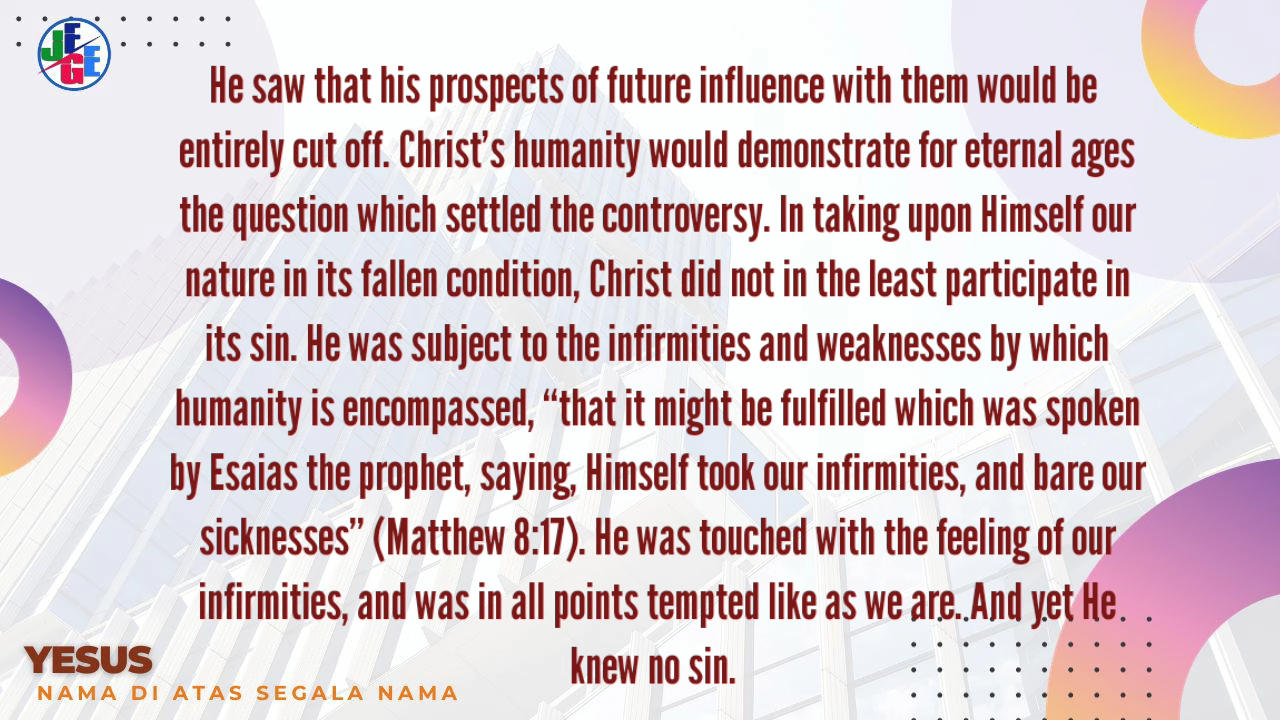 JEGE
He saw that his prospects of future influence with them would be
entirely cut off. Christ’s humanity would demonstrate for eternal ages
the question which settled the controversy. In taking upon Himself our
nature in its fallen condition, Christ did not in the least participate in
its sin. He was subject to the infirmities and weaknesses by which
humanity is encompassed, “that it might be fulfilled which was spoken
by Esaias the prophet, saying, Himself took our infirmities, and bare our
sicknesses” (Matthew 8:17). He was touched with the feeling of our
infirmities, and was in all points tempted like as we are. And yet He
knew no sin.
YESUS
NAMA DI ATAS SEGALA NAMA